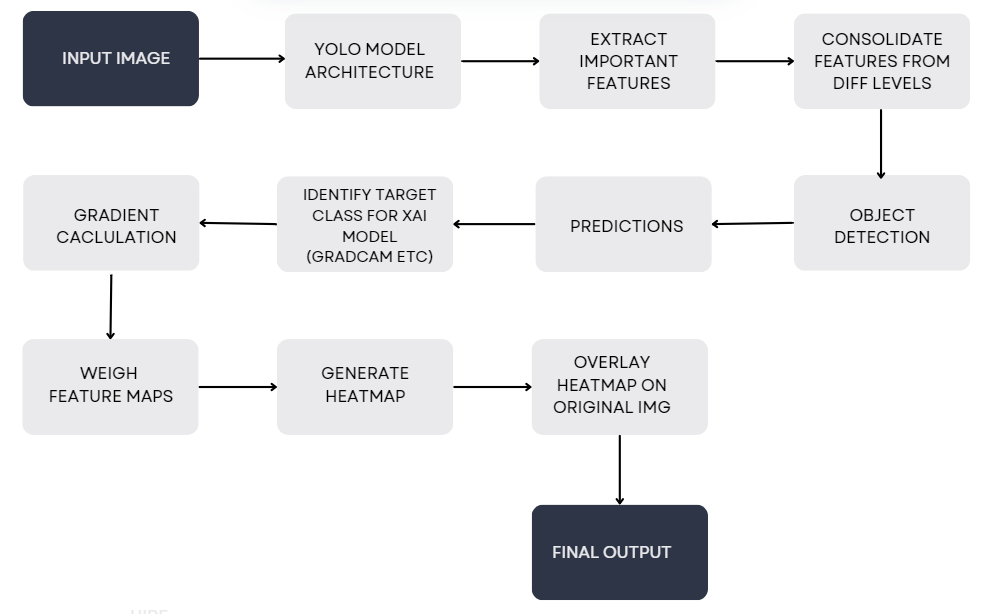 INPUT IMAGE
YOLO MODEL
ARCHITECTURE
EXTRACT
IMPORTANT
FEATURES
CONSOLIDATE
FEATURES FROM
DIFF LEVELS
GRADIENT
CACLULATION
IDENTIFY TARGET
CLASS FOR XAI
MODEL
(GRADCAM ETC)
PREDICTIONS
OBJECT
DETECTION
WEIGH
FEATURE MAPS
GENERATE
HEATMAP
OVERLAY
HEATMAP ON
ORIGINAL IMG
FINAL OUTPUT